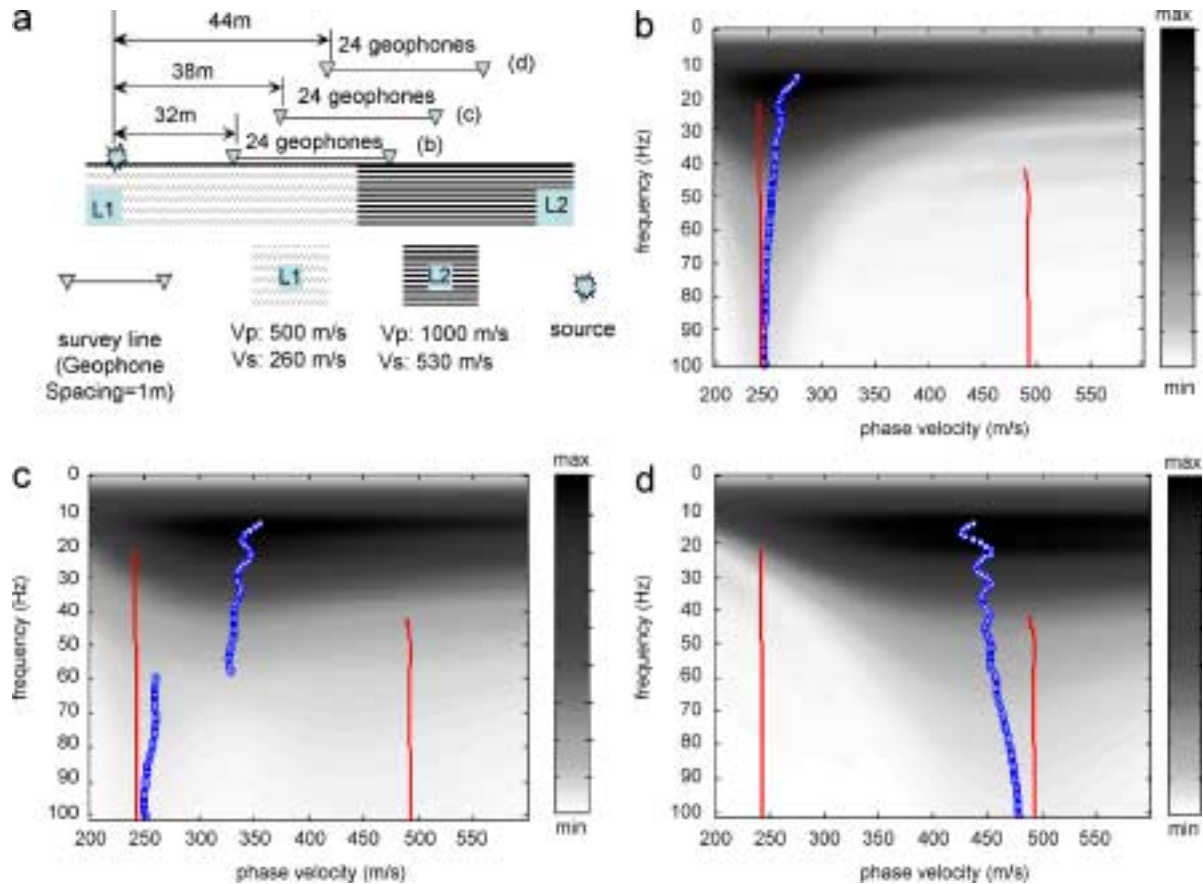 a
44m
24 geophones
(d)
38m
24 geophones
(c)
32m
24 geophones
(b)
L1
L2
L1
L2
survey line
(Geophone
Spacing=1m)
Vp: 500 m/s
Vs: 260 m/s
Vp: 1000 m/s
Vs: 530 m/s
source
b
frequency (Hz)
0
10
20
30
40
50
60
70
80
90
100
200 250 300 350 400 450 500 550
phase velocity (m/s)
max
min
c
frequency (Hz)
0
10
20
30
40
50
60
70
80
90
100
200 250 300 350 400 450 500 550
phase velocity (m/s)
max
min
d
frequency (Hz)
0
10
20
30
40
50
60
70
80
90
100
200 250 300 350 400 450 500 550
phase velocity (m/s)
max
min